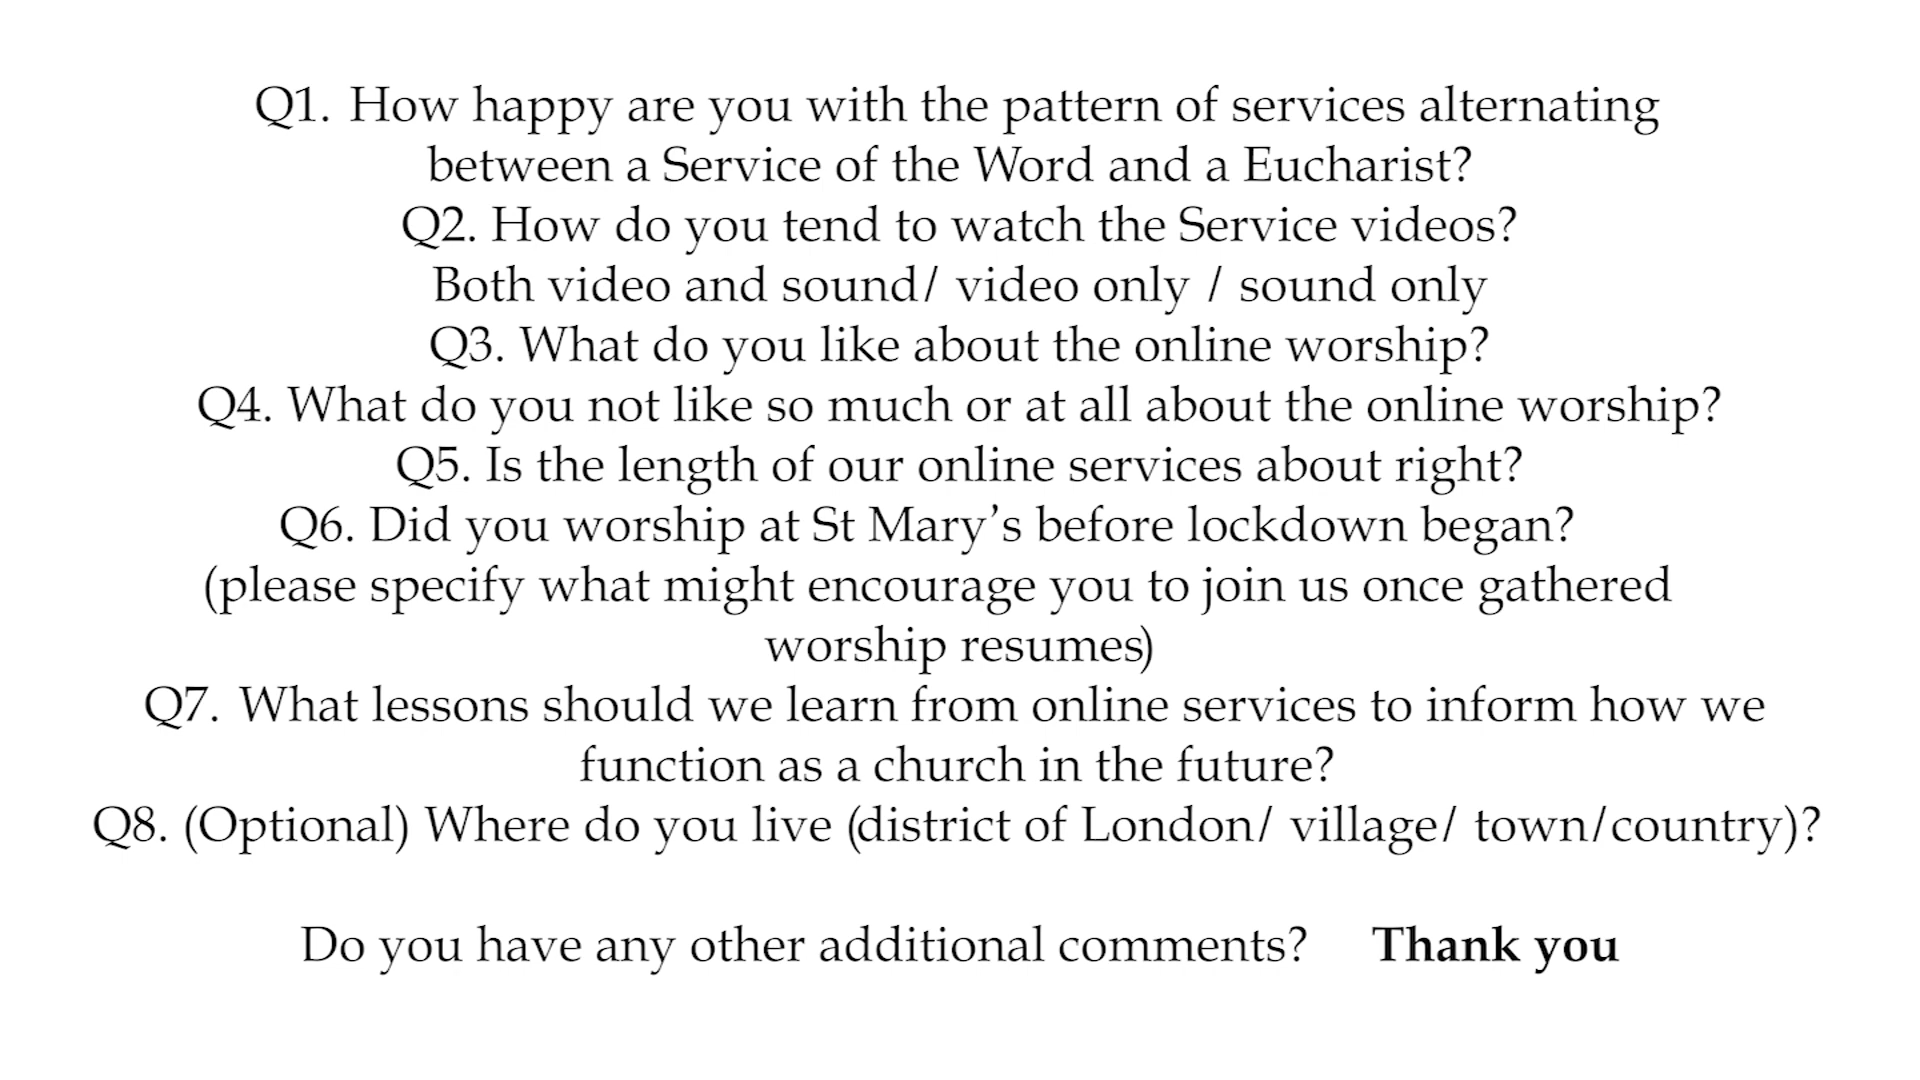 Q1. How happy are you with the pattern of services alternating
between a Service of the Word and a Eucharist?
Q2. How do you tend to watch the Service videos?
Both video and sound/ video only / sound only
Q3. What do you like about the online worship?
Q4. What do you not like so much or at all about the online worship?
Q5. Is the length of our online services about right?
Q6. Did you worship at St Mary’s before lockdown began?
(please specify what might encourage you to join us once gathered
worship resumes)
Q7. What lessons should we learn from online services to inform how we
function as a church in the future?
Q8. (Optional) Where do you live (district of London/ village/ town/country)?
Do you have any other additional comments? Thank you